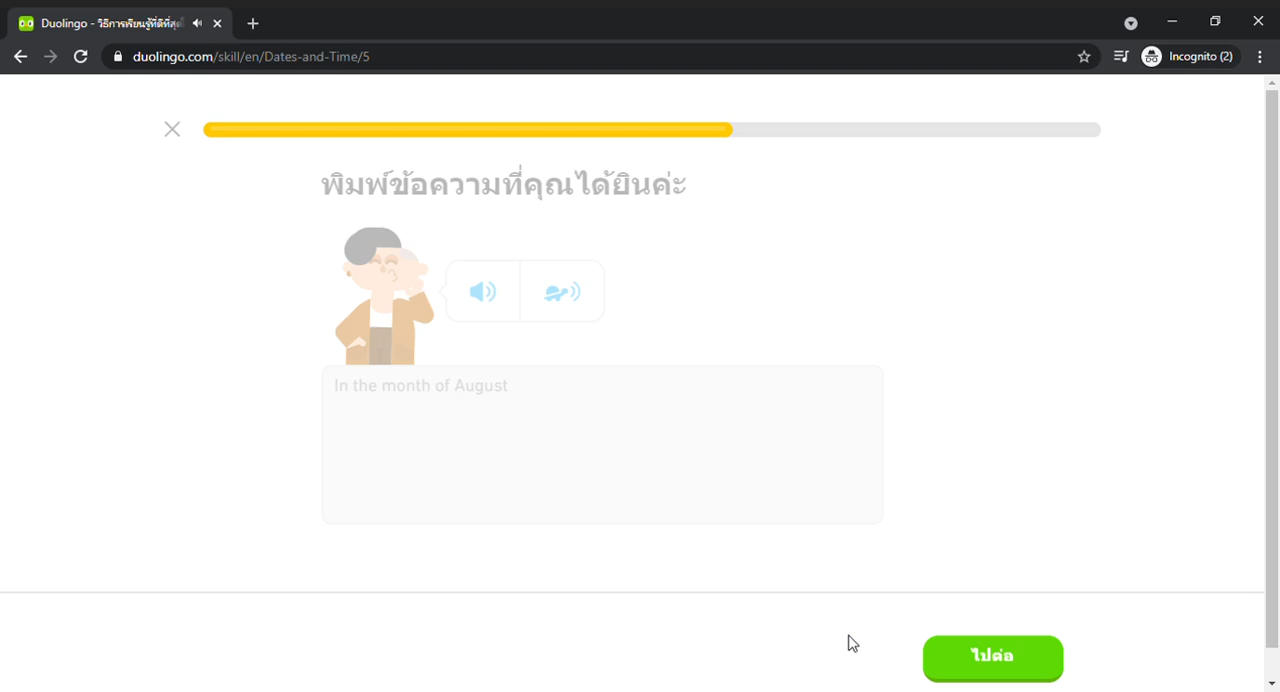 Duolingo - วิธีการเรียนรู้ที่ดีที่สุด
duolingo.com/skill/en/Dates-and-Time/5
Incognito (2)
พิมพ์ข้อความที่คุณได้ยินค่ะ
In the month of August
ไปต่อ